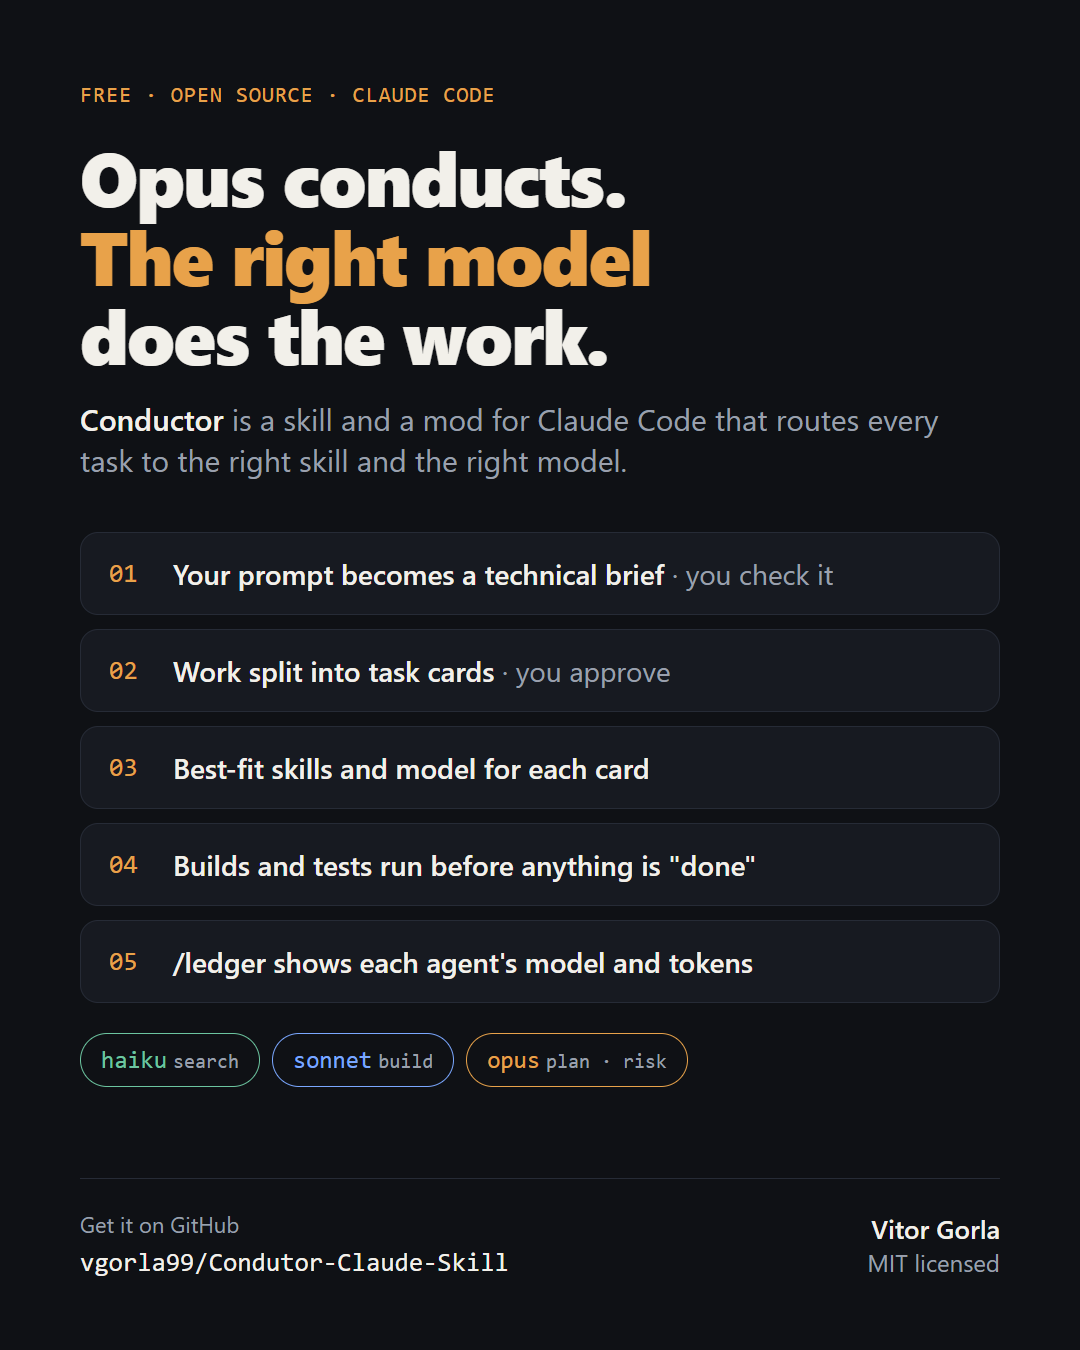 FREE · OPEN SOURCE · CLAUDE CODE
Opus conducts.
The right model
does the work.
Conductor is a skill and a mod for Claude Code that routes every
task to the right skill and the right model.
01 Your prompt becomes a technical brief · you check it
02 Work split into task cards · you approve
03 Best-fit skills and model for each card
04 Builds and tests run before anything is "done"
05 /ledger shows each agent's model and tokens
haiku search sonnet build opus plan · risk
Get it on GitHub
vgorla99/Condutor-Claude-Skill
Vitor Gorla
MIT licensed